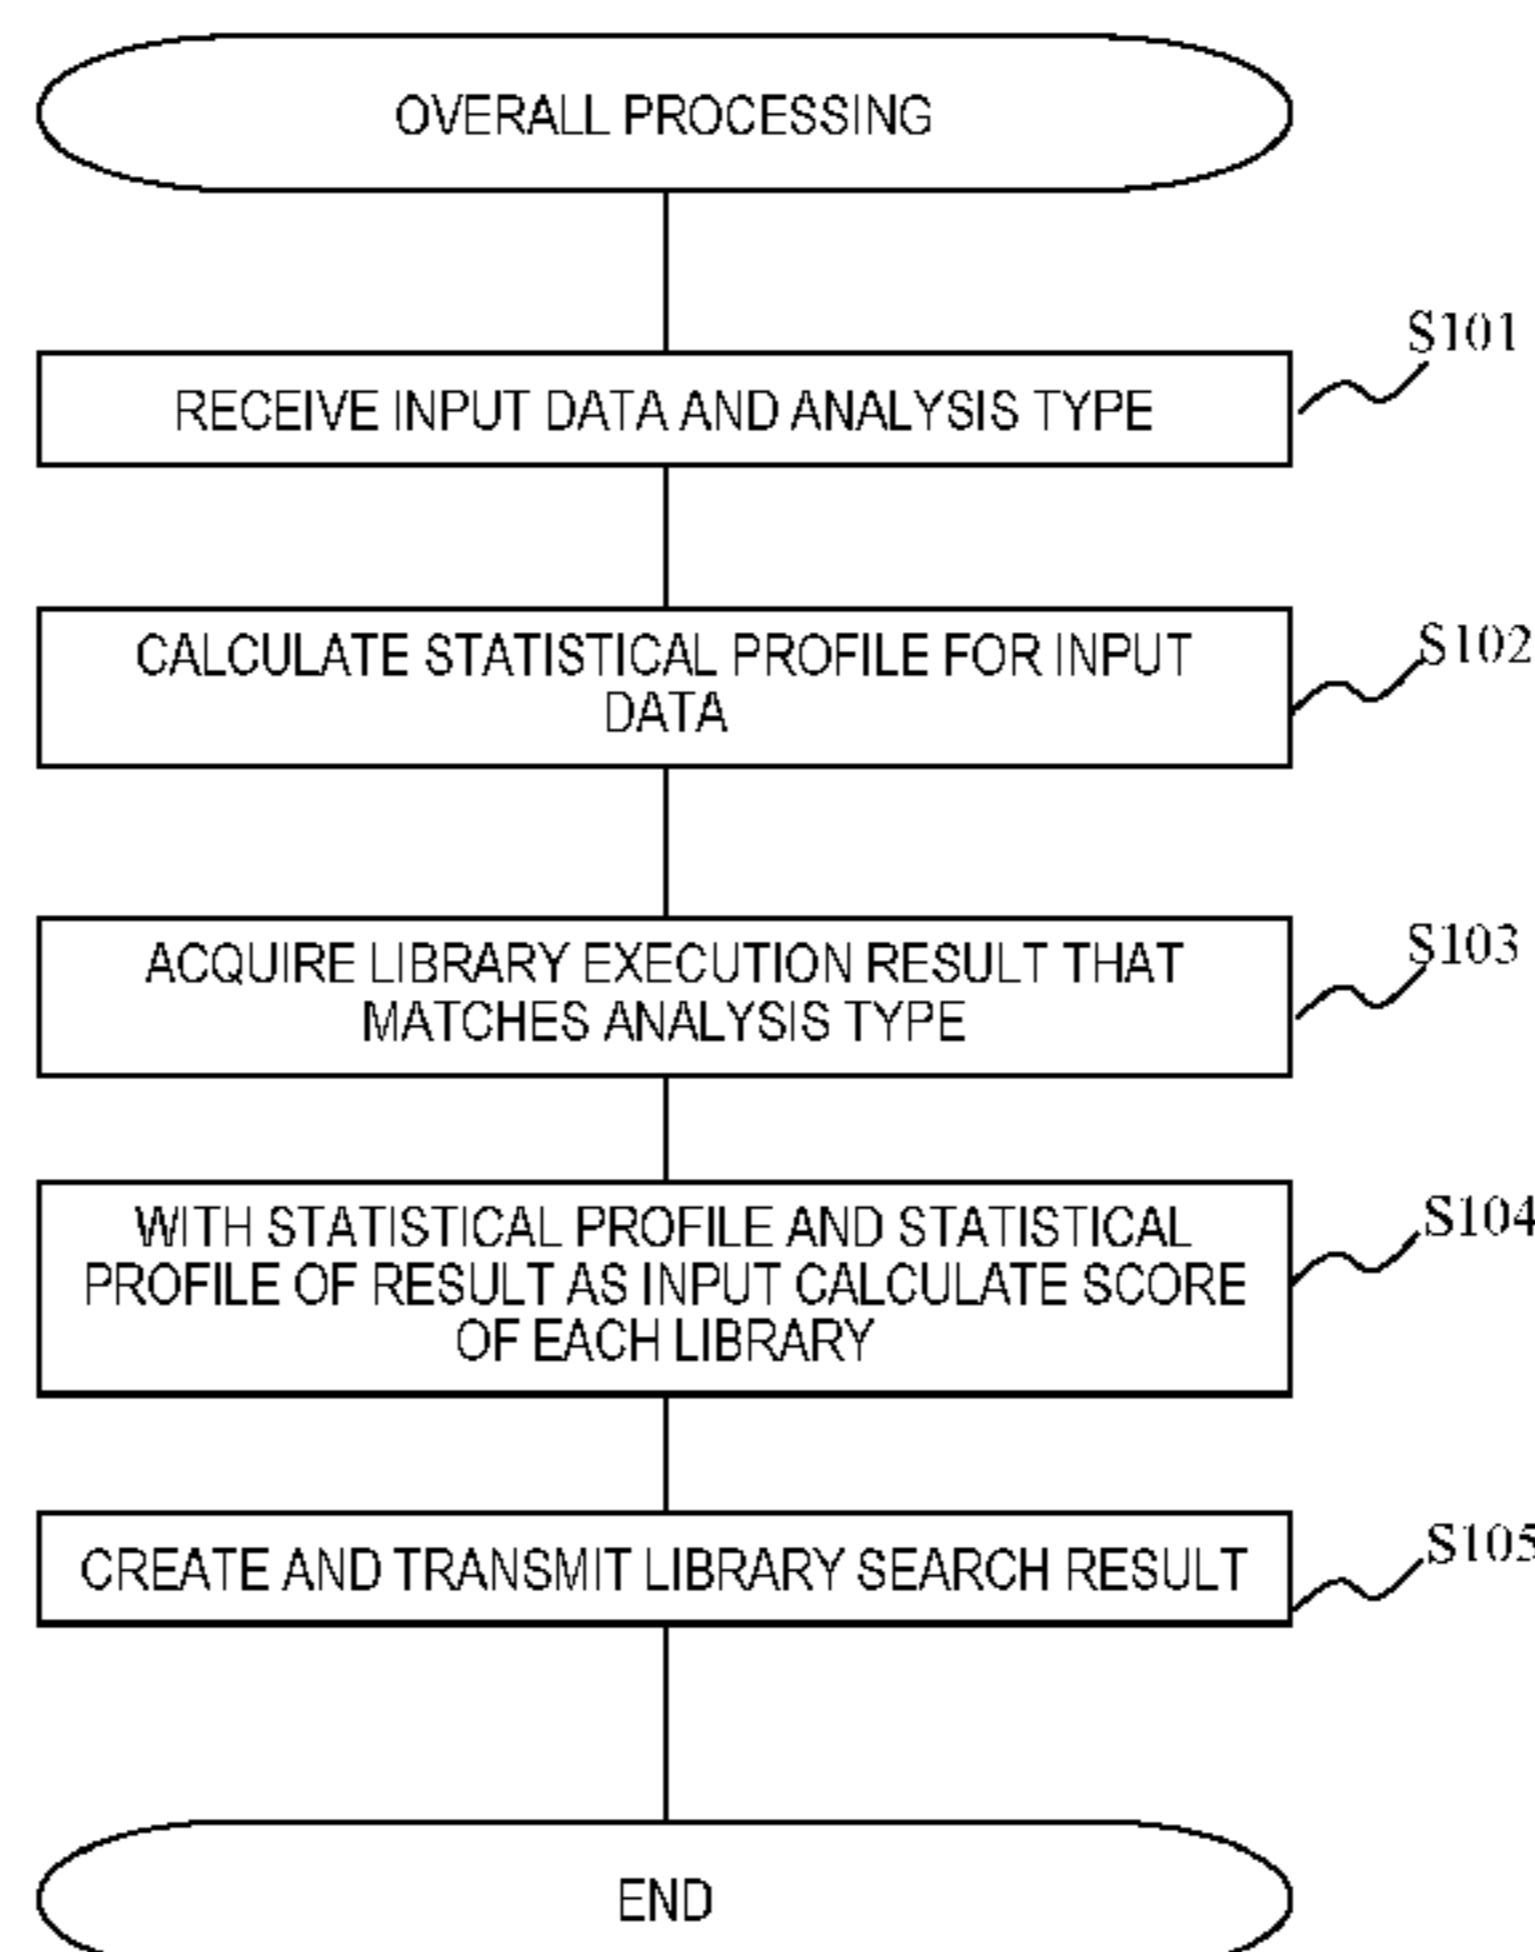 OVERALL PROCESSING
S101
RECEIVE INPUT DATA AND ANALYSIS TYPE
S102
CALCULATE STATISTICAL PROFILE FOR INPUT
DATA
S103
ACQUIRE LIBRARY EXECUTION RESULT THAT
MATCHES ANALYSIS TYPE
S104
WITH STATISTICAL PROFILE AND STATISTICAL
PROFILE OF RESULT AS INPUT CALCULATE SCORE
OF EACH LIBRARY
S105
CREATE AND TRANSMIT LIBRARY SEARCH RESULT
END